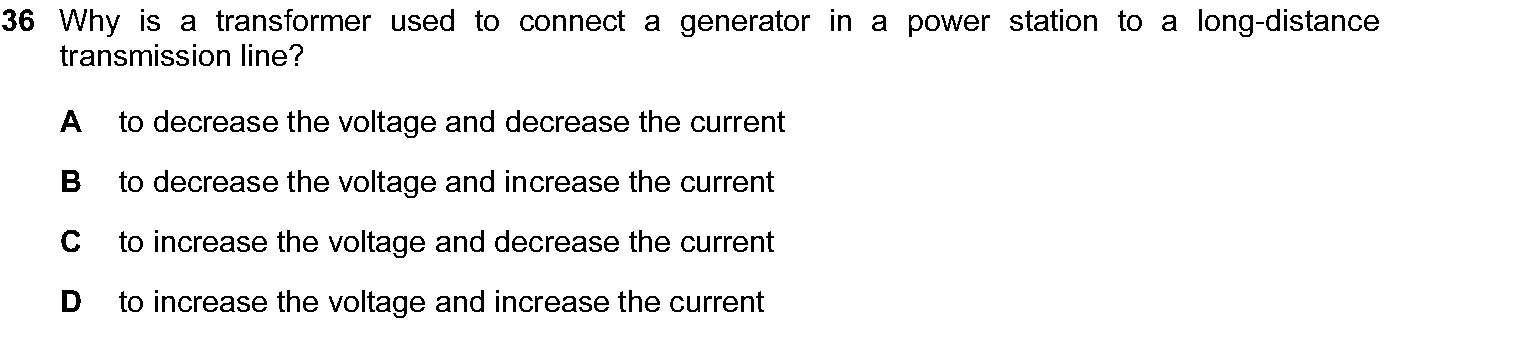 36 Why is a transformer used to connect a generator in a power station to a long-distance
transmission line?
A to decrease the voltage and decrease the current
B to decrease the voltage and increase the current
C to increase the voltage and decrease the current
D to increase the voltage and increase the current